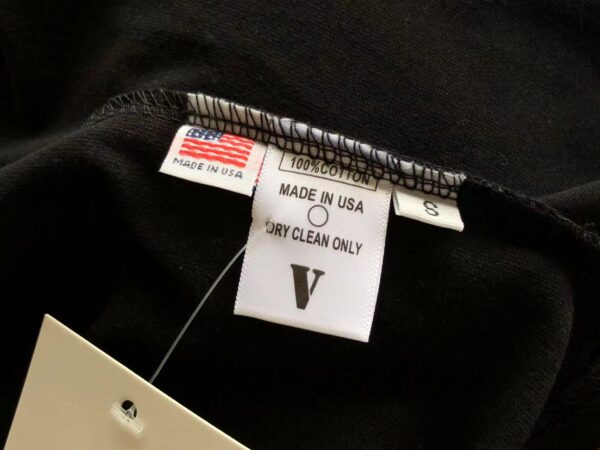 MADE IN USA
100%COTTON
MADE IN USA
DRY CLEAN ONLY
V
S